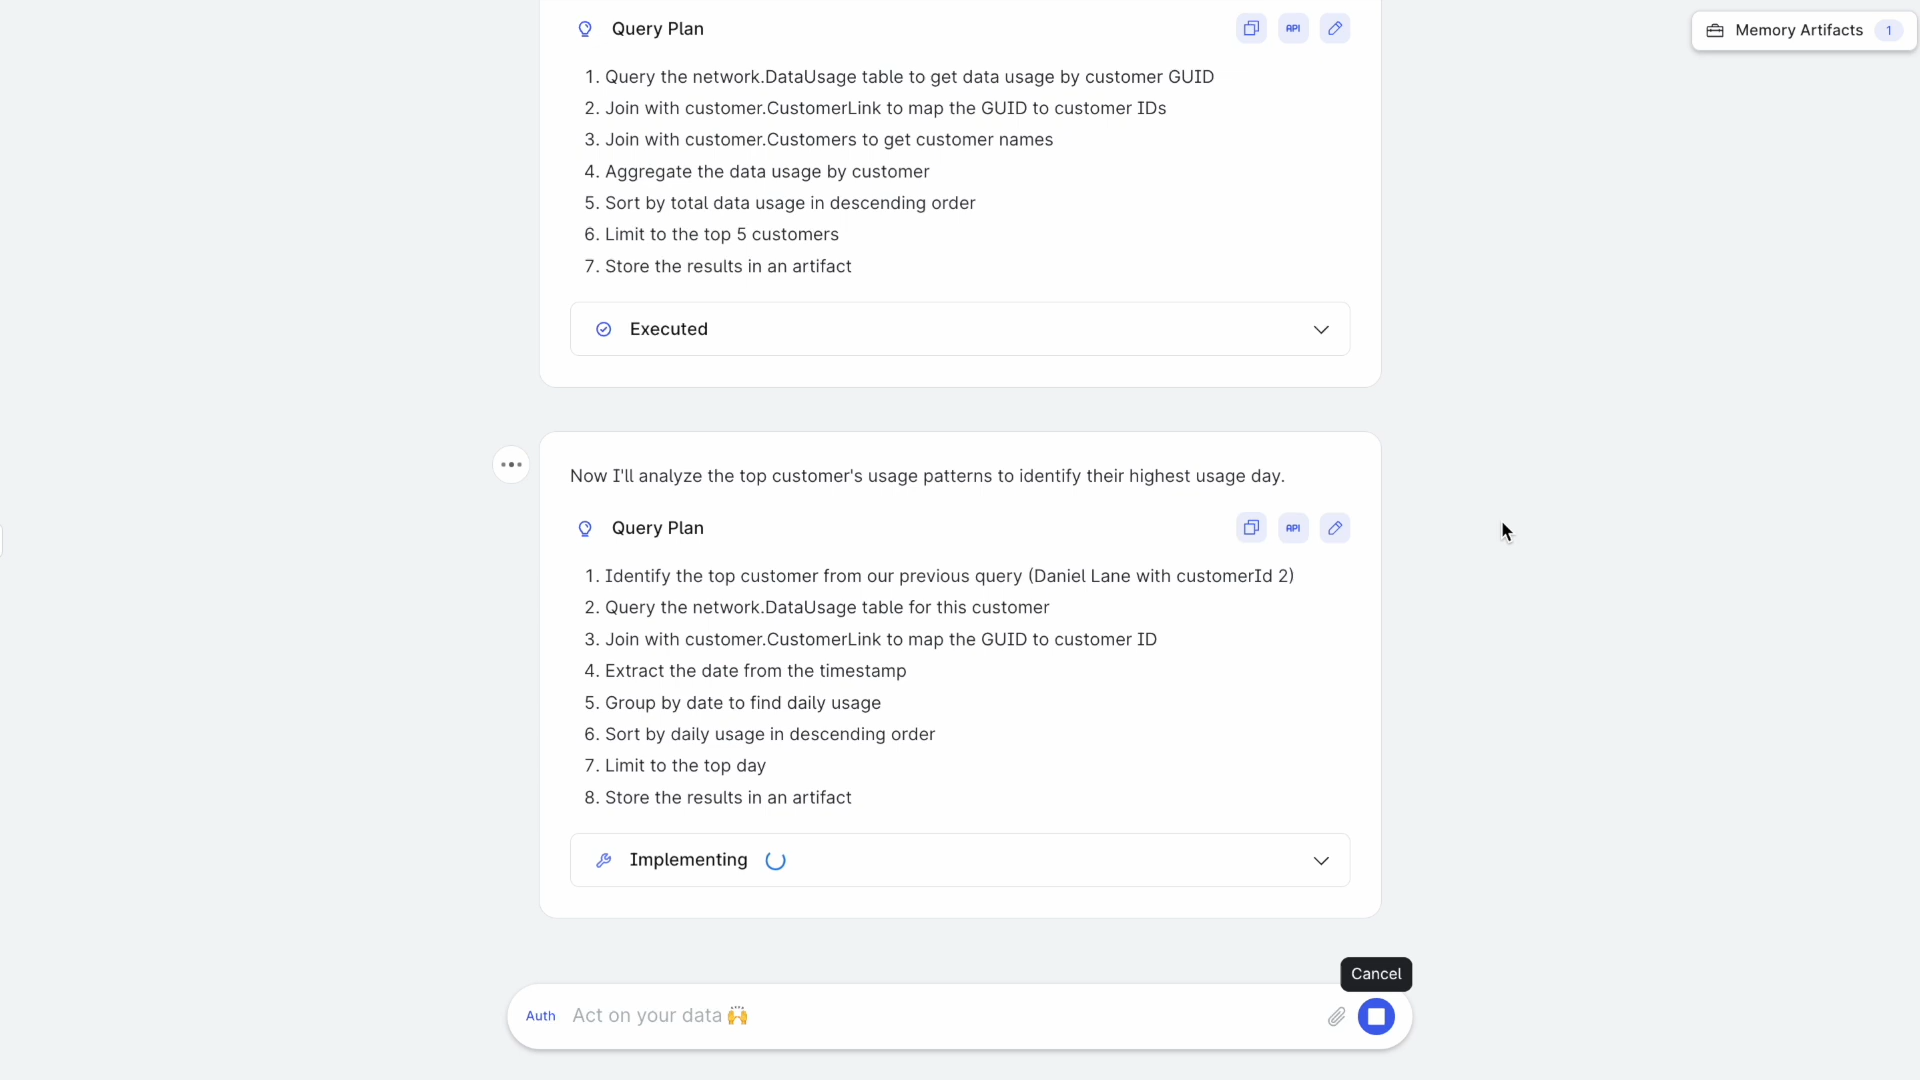 Query Plan
API
Memory Artifacts 1
1. Query the network.DataUsage table to get data usage by customer GUID
2. Join with customer.CustomerLink to map the GUID to customer IDs
3. Join with customer.Customers to get customer names
4. Aggregate the data usage by customer
5. Sort by total data usage in descending order
6. Limit to the top 5 customers
7. Store the results in an artifact
Executed
Now I'll analyze the top customer's usage patterns to identify their highest usage day.
Query Plan
API
1. Identify the top customer from our previous query (Daniel Lane with customerId 2)
2. Query the network.DataUsage table for this customer
3. Join with customer.CustomerLink to map the GUID to customer ID
4. Extract the date from the timestamp
5. Group by date to find daily usage
6. Sort by daily usage in descending order
7. Limit to the top day
8. Store the results in an artifact
Implementing
Cancel
Auth Act on your data 🙌